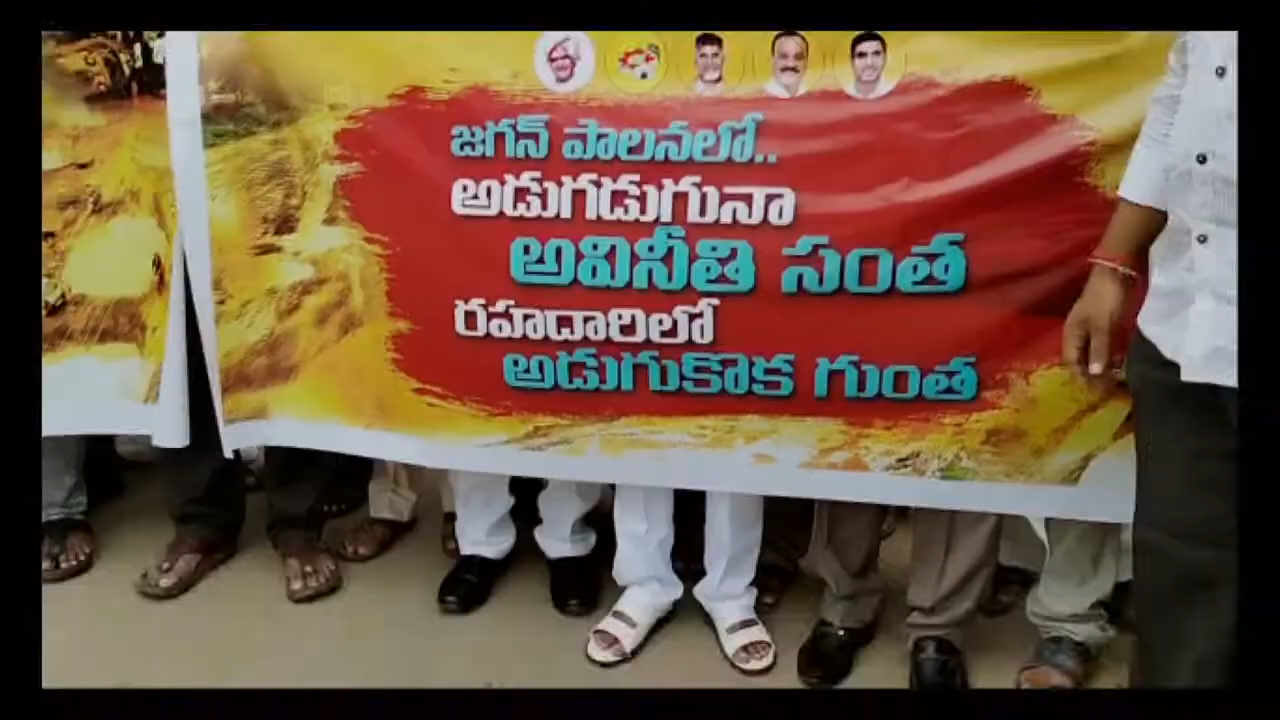 జగన్ పాలనలో..
అడుగడుగునా
అవినీతి సంత
రహదారిలో
అడుగుకొక గుంత